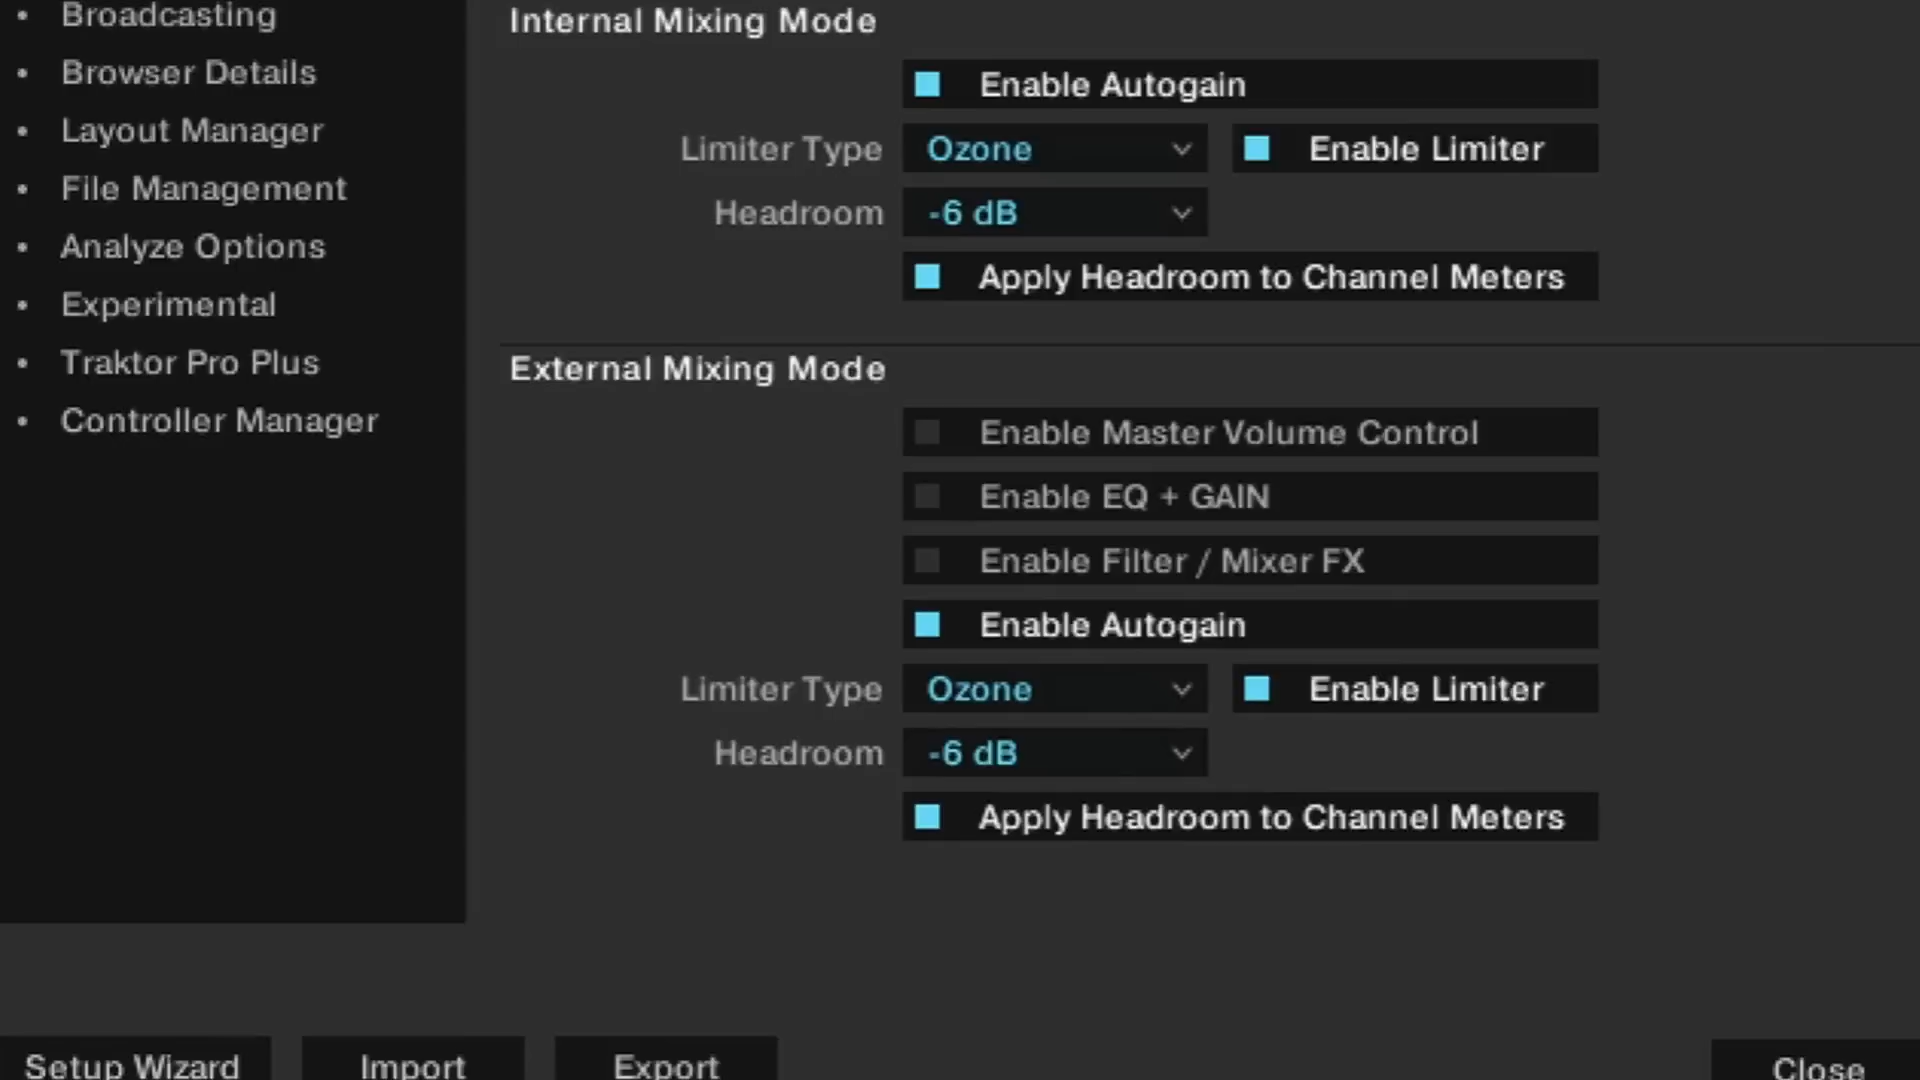 Broadcasting
Browser Details
Layout Manager
File Management
Analyze Options
Experimental
Traktor Pro Plus
Controller Manager
Internal Mixing Mode
Enable Autogain
Limiter Type Ozone Enable Limiter
Headroom -6 dB
Apply Headroom to Channel Meters
External Mixing Mode
Enable Master Volume Control
Enable EQ + GAIN
Enable Filter / Mixer FX
Enable Autogain
Limiter Type Ozone Enable Limiter
Headroom -6 dB
Apply Headroom to Channel Meters
Setup Wizard Import Export Close